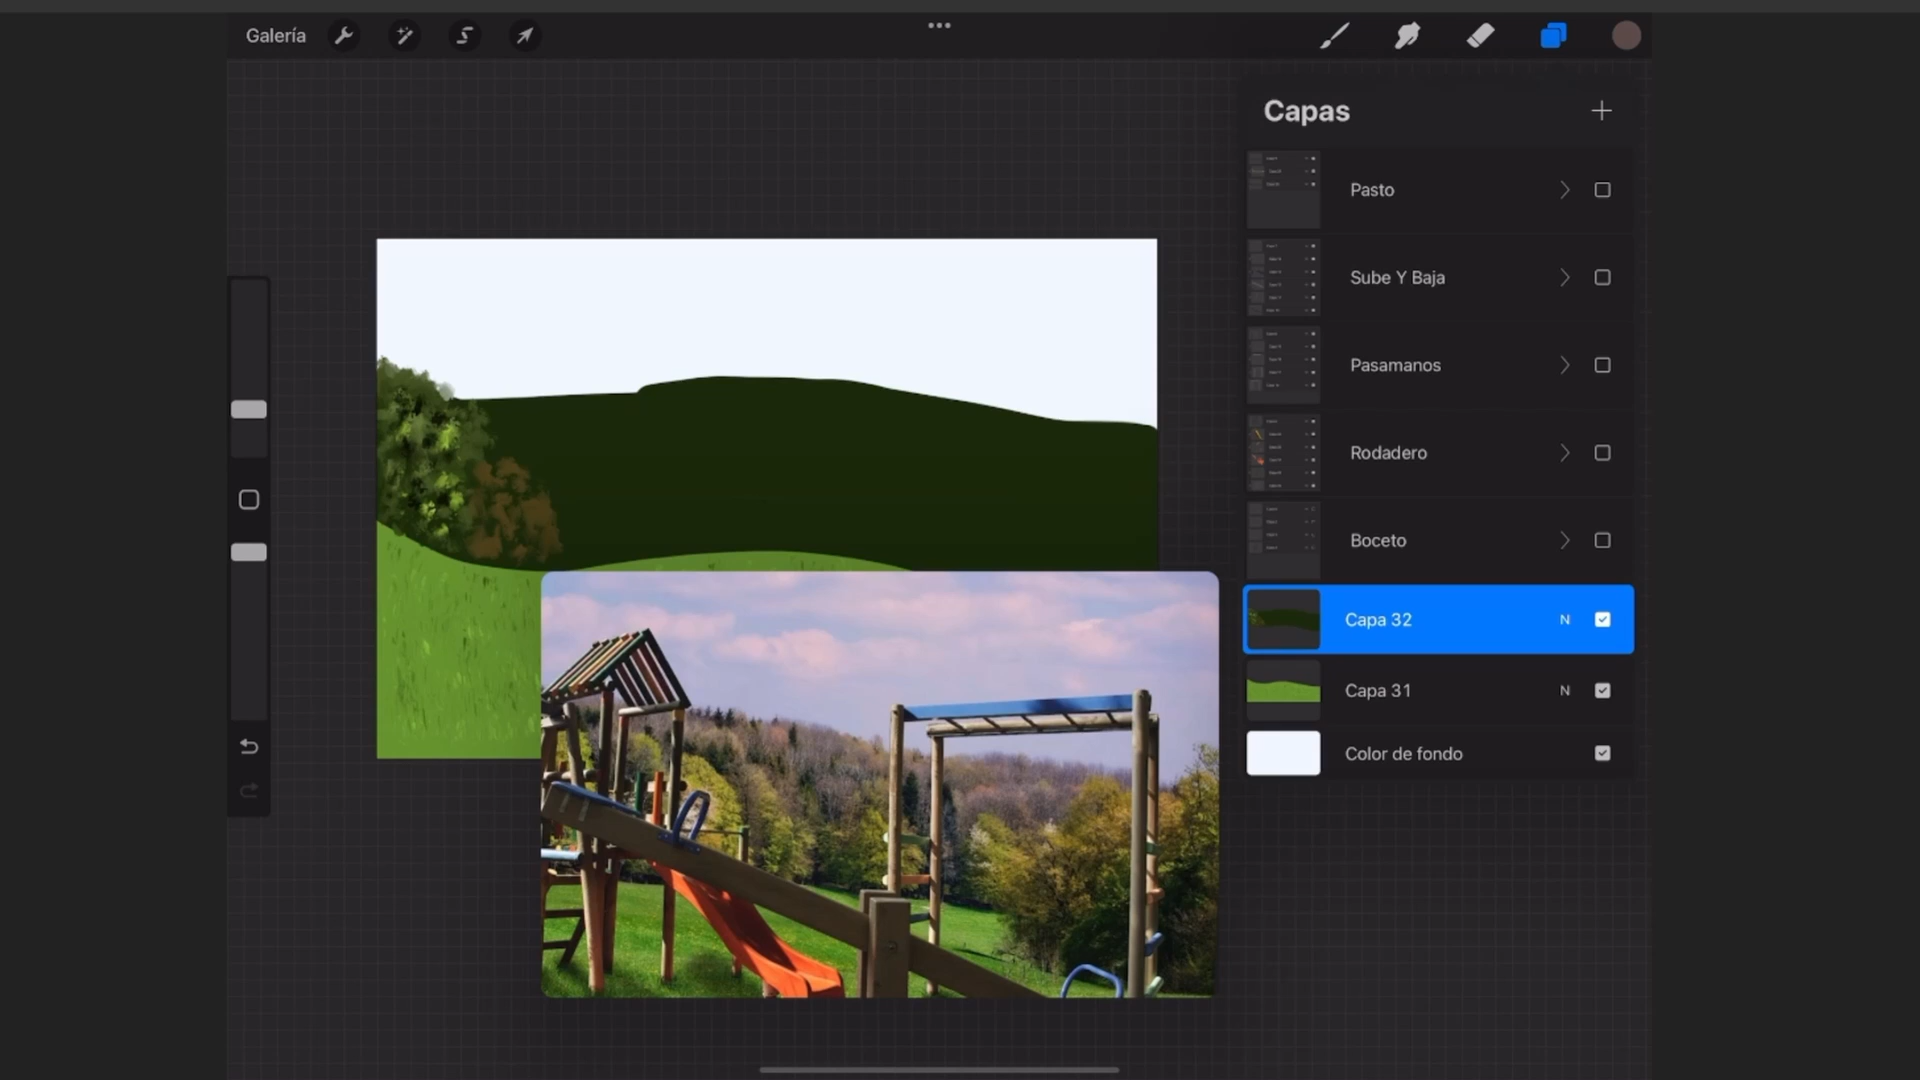 Galería
Capas
Pasto
Sube Y Baja
Pasamanos
Rodadero
Boceto
Capa 32 N
Capa 31 N
Color de fondo